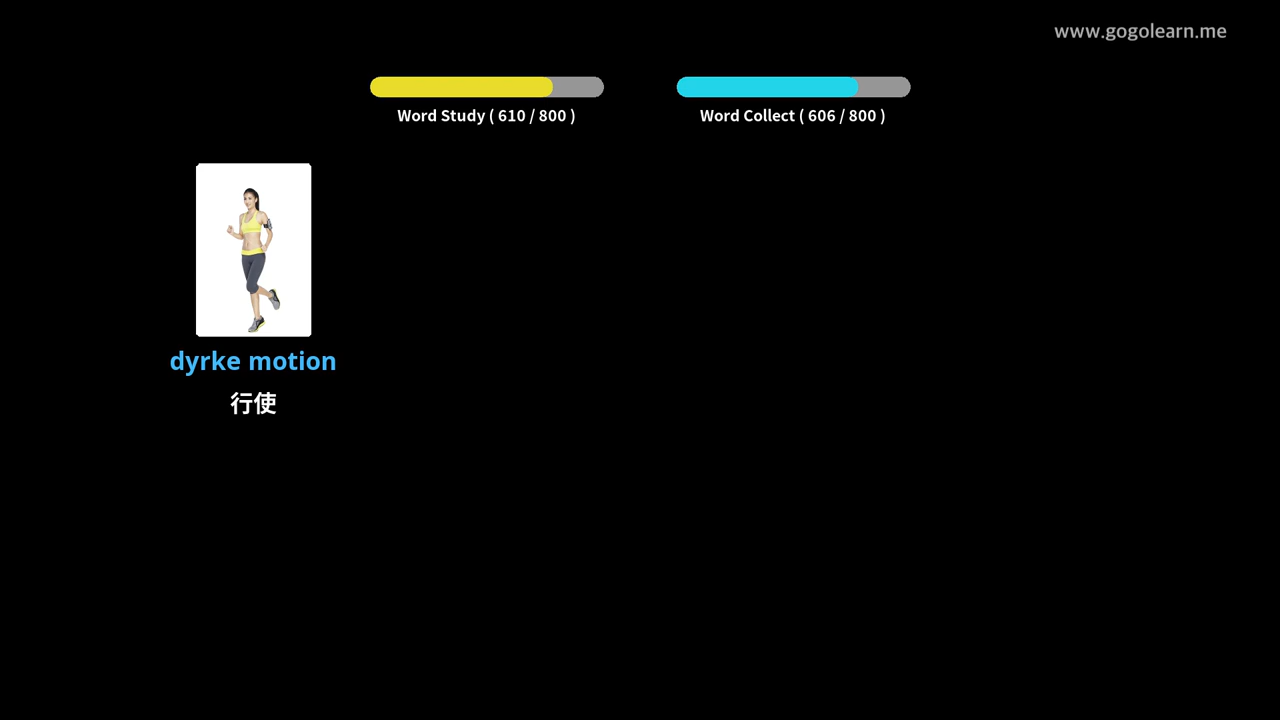 www.gogolearn.me
Word Study ( 610 / 800 )
Word Collect ( 606 / 800 )
dyrke motion
行使